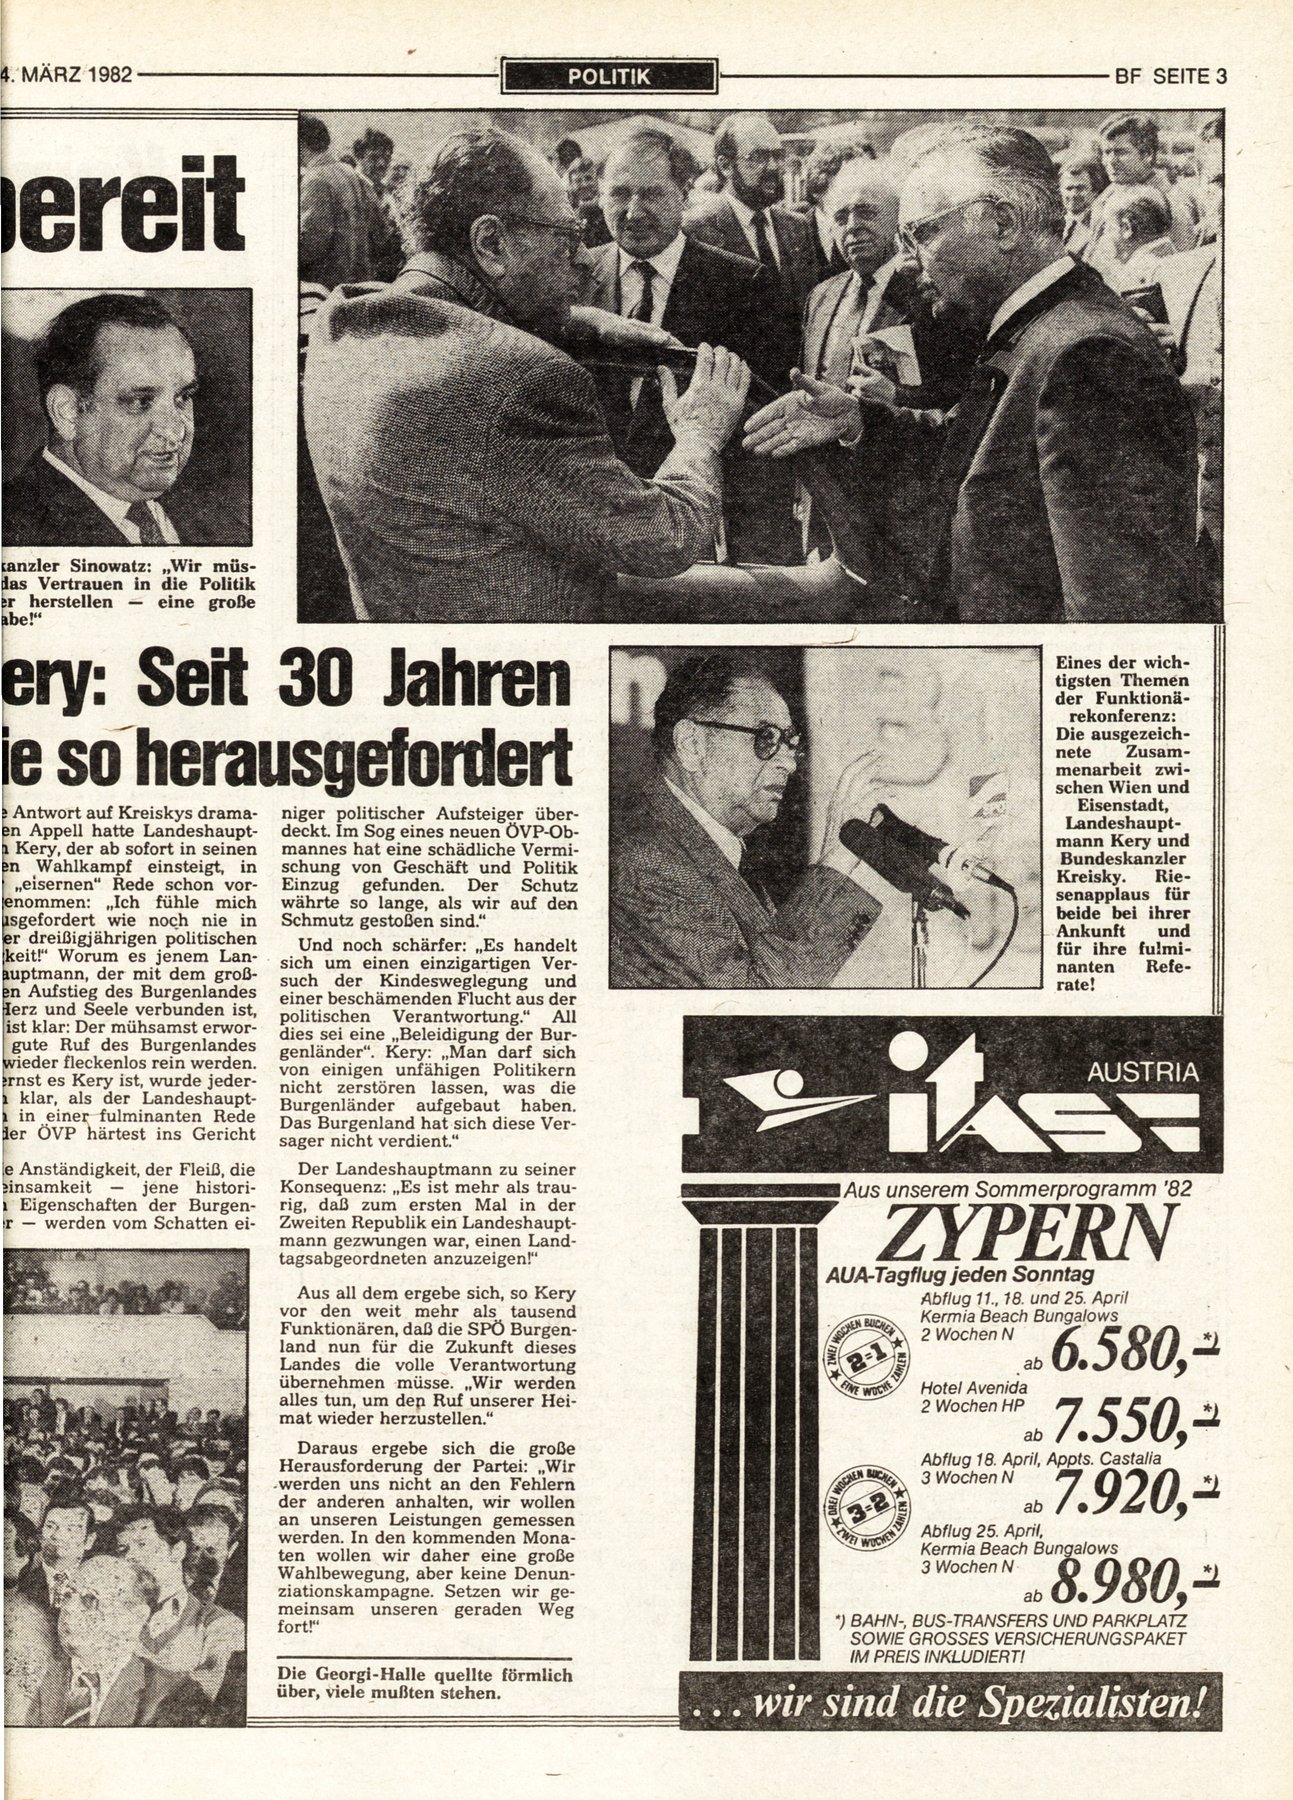 4. MÄRZ 1982
POLITIK
BF SEITE 3
bereit
kanzler Sinowatz: „Wir müs-
das Vertrauen in die Politik
er herstellen — eine große
abe!“
ery: Seit 30 Jahren
ie so herausgefordert
e Antwort auf Kreiskys drama-
en Appell hatte Landeshaupt-
n Kery, der ab sofort in seinen
en Wahlkampf einsteigt, in
„eisernen“ Rede schon vor-
enommen: „Ich fühle mich
usgefordert wie noch nie in
er dreißigjährigen politischen
keit!“ Worum es jenem Lan-
auptmann, der mit dem groß-
en Aufstieg des Burgenlandes
Herz und Seele verbunden ist,
ist klar: Der mühsamst erwor-
gute Ruf des Burgenlandes
wieder fleckenlos rein werden.
ernst es Kery ist, wurde jeder-
klar, als der Landeshaupt-
in einer fulminanten Rede
der ÖVP härtest ins Gericht
e Anständigkeit, der Fleiß, die
einsamkeit — jene histori-
Eigenschaften der Burgen-
r — werden vom Schatten ei-
niger politischer Aufsteiger über-
deckt. Im Sog eines neuen ÖVP-Ob-
mannes hat eine schädliche Vermi-
schung von Geschäft und Politik
Einzug gefunden. Der Schutz
währte so lange, als wir auf den
Schmutz gestoßen sind.“
Und noch schärfer: „Es handelt
sich um einen einzigartigen Ver-
such der Kindesweglegung und
einer beschämenden Flucht aus der
politischen Verantwortung.“ All
dies sei eine „Beleidigung der Bur-
genländer“. Kery: „Man darf sich
von einigen unfähigen Politikern
nicht zerstören lassen, was die
Burgenländer aufgebaut haben.
Das Burgenland hat sich diese Ver-
sager nicht verdient.“
Der Landeshauptmann zu seiner
Konsequenz: „Es ist mehr als trau-
rig, daß zum ersten Mal in der
Zweiten Republik ein Landeshaupt-
mann gezwungen war, einen Land-
tagsabgeordneten anzuzeigen!“
Aus all dem ergebe sich, so Kery
vor den weit mehr als tausend
Funktionären, daß die SPÖ Burgen-
land nun für die Zukunft dieses
Landes die volle Verantwortung
übernehmen müsse. „Wir werden
alles tun, um den Ruf unserer Hei-
mat wieder herzustellen.“
Daraus ergebe sich die große
Herausforderung der Partei: „Wir
werden uns nicht an den Fehlern
der anderen anhalten, wir wollen
an unseren Leistungen gemessen
werden. In den kommenden Mona-
ten wollen wir daher eine große
Wahlbewegung, aber keine Denun-
ziationskampagne. Setzen wir ge-
meinsam unseren geraden Weg
fort!“
Die Georgi-Halle quellte förmlich
über, viele mußten stehen.
Eines der wich-
tigsten Themen
der Funktionä-
rekonferenz:
Die ausgezeich-
nete Zusam-
menarbeit zwi-
schen Wien und
Eisenstadt,
Landeshaupt-
mann Kery und
Bundeskanzler
Kreisky. Rie-
senapplaus für
beide bei ihrer
Ankunft und
für ihre fulmi-
nanten Refe-
rate!
itas
AUSTRIA
Aus unserem Sommerprogramm '82
ZYPERN
AUA-Tagflug jeden Sonntag
Abflug 11., 18. und 25. April
Kermia Beach Bungalows
2 Wochen N
ab 6.580,- *)
ZWEI WOCHEN BUCHEN
2=1
EINE WOCHE ZAHLEN
Hotel Avenida
2 Wochen HP
ab 7.550,- *)
Abflug 18. April, Appts. Castalia
3 Wochen N
ab 7.920,- *)
DREI WOCHEN BUCHEN
3=2
ZWEI WOCHEN ZAHLEN
Abflug 25. April,
Kermia Beach Bungalows
3 Wochen N
ab 8.980,- *)
*) BAHN-, BUS-TRANSFERS UND PARKPLATZ
SOWIE GROSSES VERSICHERUNGSPAKET
IM PREIS INKLUDIERT!
...wir sind die Spezialisten!